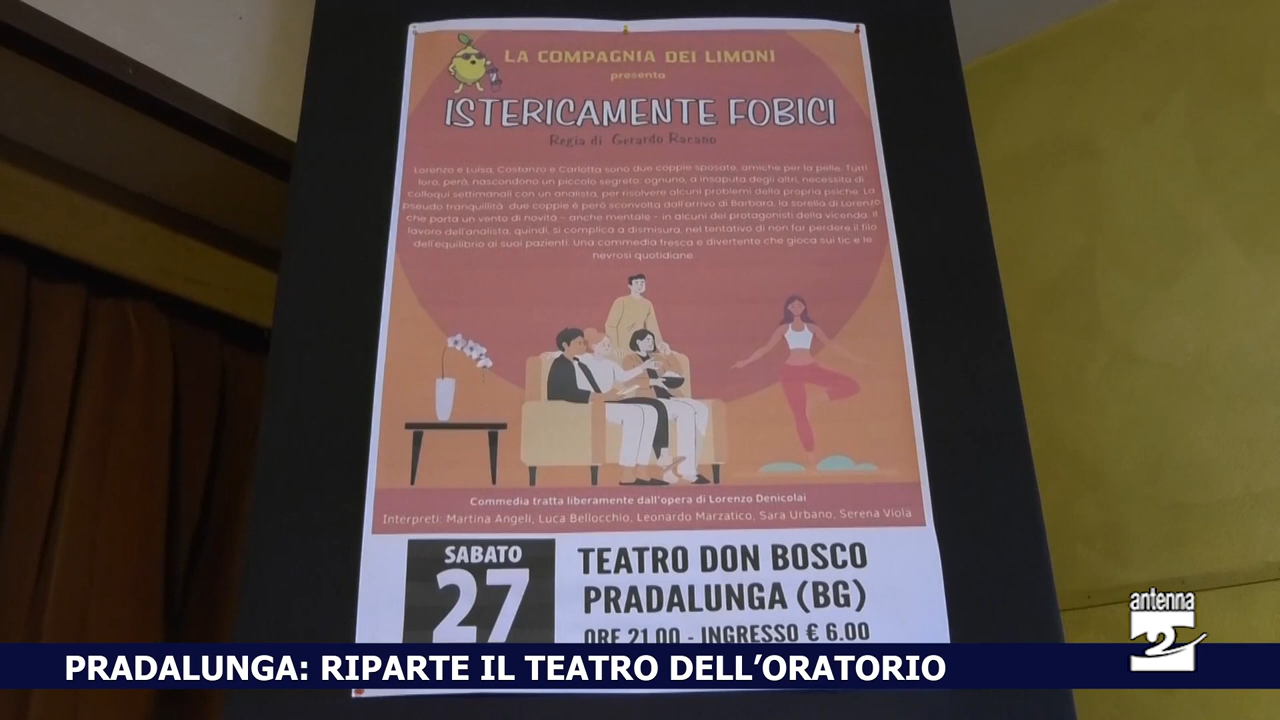 LA COMPAGNIA DEI LIMONI
presenta
ISTERICAMENTE FOBICI
Regia di Gerardo Racano
Lorenzo e Luisa, Costanzo e Carlotta sono due coppie sposate, amiche per la pelle. Tutti
loro, però, nascondono un piccolo segreto: ognuno, a insaputa degli altri, necessita di
colloqui settimanali con un analista, per risolvere alcuni problemi della propria psiche. La
pseudo tranquillità due coppie è però sconvolta dall'arrivo di Barbara, la sorella di Lorenzo
che porta un vento di novità - anche mentale - in alcuni dei protagonisti della vicenda. Il
lavoro dell'analista, quindi, si complica a dismisura, nel tentativo di non far perdere il filo
dell'equilibrio ai suoi pazienti. Una commedia fresca e divertente che gioca sui tic e le
nevrosi quotidiane.
Commedia tratta liberamente dall'opera di Lorenzo Denicolai
Interpreti: Martina Angeli, Luca Bellocchio, Leonardo Marzatico, Sara Urbano, Serena Viola
SABATO
27
TEATRO DON BOSCO
PRADALUNGA (BG)
ORE 21.00 - INGRESSO € 6.00
antenna
2
PRADALUNGA: RIPARTE IL TEATRO DELL'ORATORIO